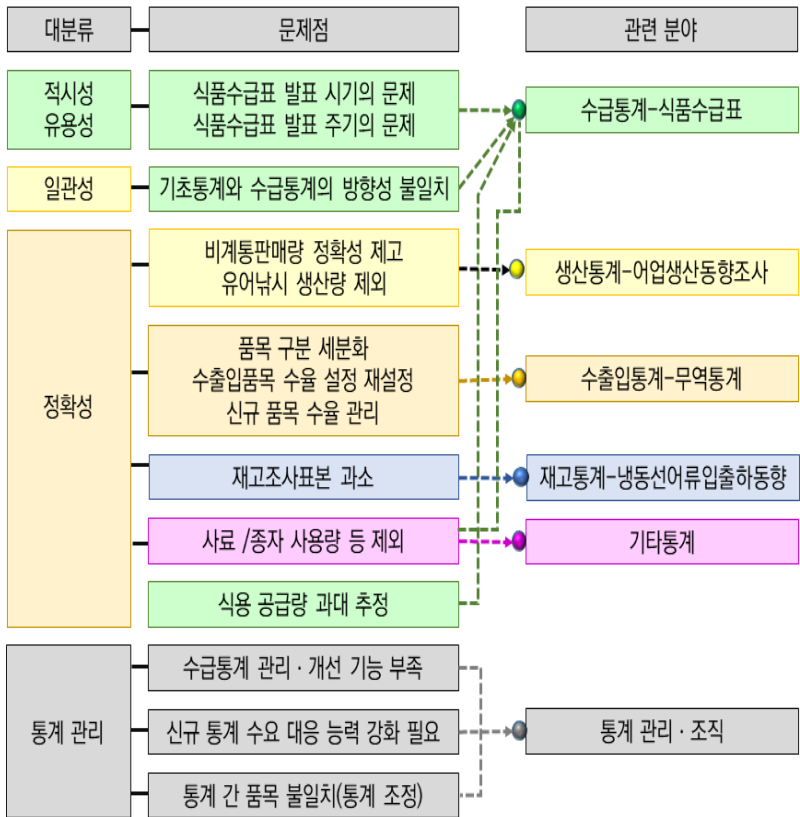 대분류
문제점
관련 분야
적시성
유용성
식품수급표 발표 시기의 문제
식품수급표 발표 주기의 문제
수급통계-식품수급표
일관성
기초통계와 수급통계의 방향성 불일치
정확성
비계통판매량 정확성 제고
유어낚시 생산량 제외
생산통계-어업생산동향조사
품목 구분 세분화
수출입품목 수율 설정 재설정
신규 품목 수율 관리
수출입통계-무역통계
재고조사표본 과소
재고통계-냉동선어류입출하동향
사료 /종자 사용량 등 제외
기타통계
식용 공급량 과대 추정
통계 관리
수급통계 관리·개선 기능 부족
신규 통계 수요 대응 능력 강화 필요
통계 간 품목 불일치(통계 조정)
통계 관리·조직